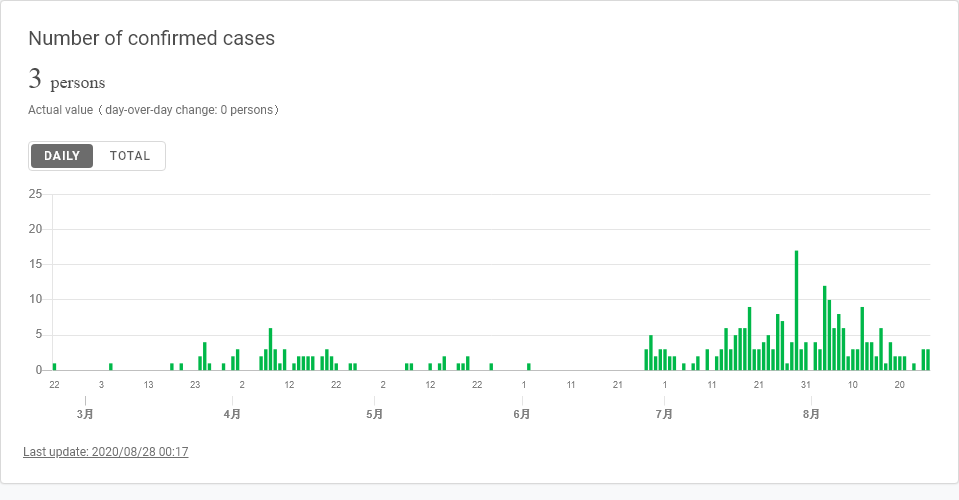 Number of confirmed cases
3 persons
Actual value（day-over-day change: 0 persons）
DAILY TOTAL
25
20
15
10
5
0
22 3 13 23 2 12 22 2 12 22 1 11 21 1 11 21 31 10 20
3月 4月 5月 6月 7月 8月
Last update: 2020/08/28 00:17